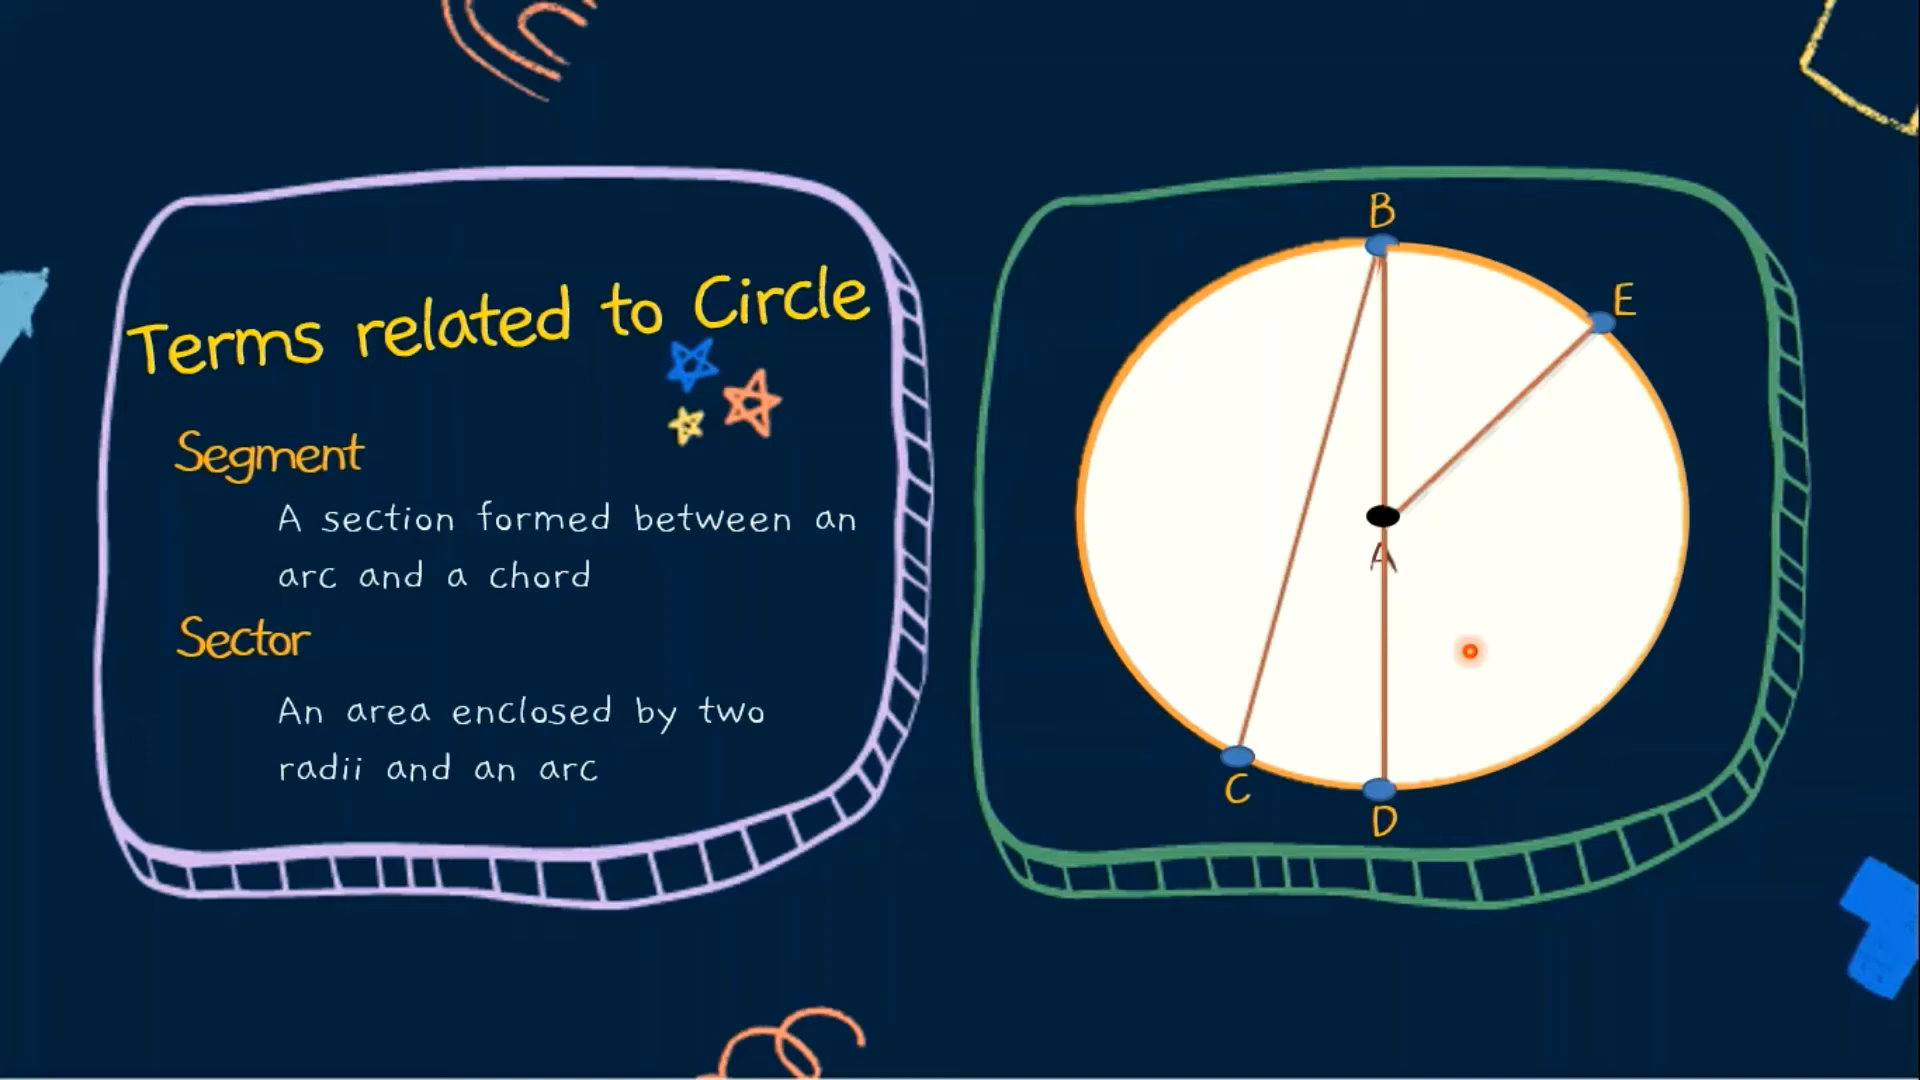 Terms related to Circle
Segment
A section formed between an
arc and a chord
Sector
An area enclosed by two
radii and an arc
B
E
A
C
D